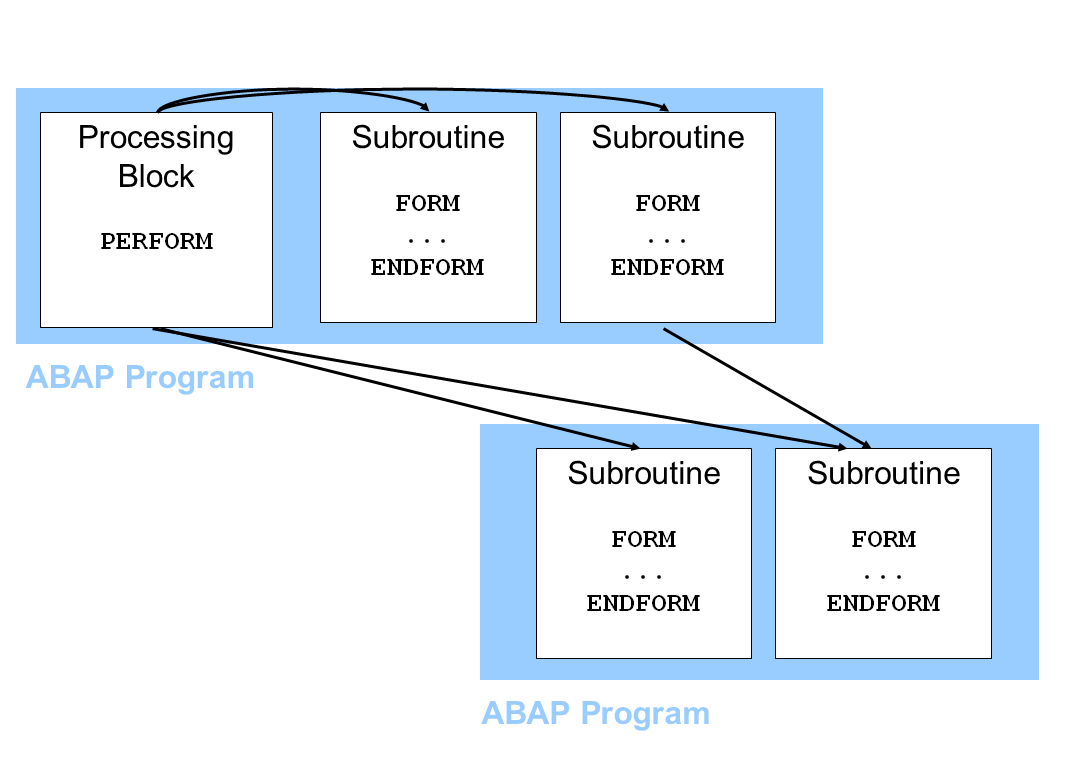 Processing
Block
PERFORM
Subroutine
FORM
...
ENDFORM
Subroutine
FORM
...
ENDFORM
ABAP Program
Subroutine
FORM
...
ENDFORM
Subroutine
FORM
...
ENDFORM
ABAP Program